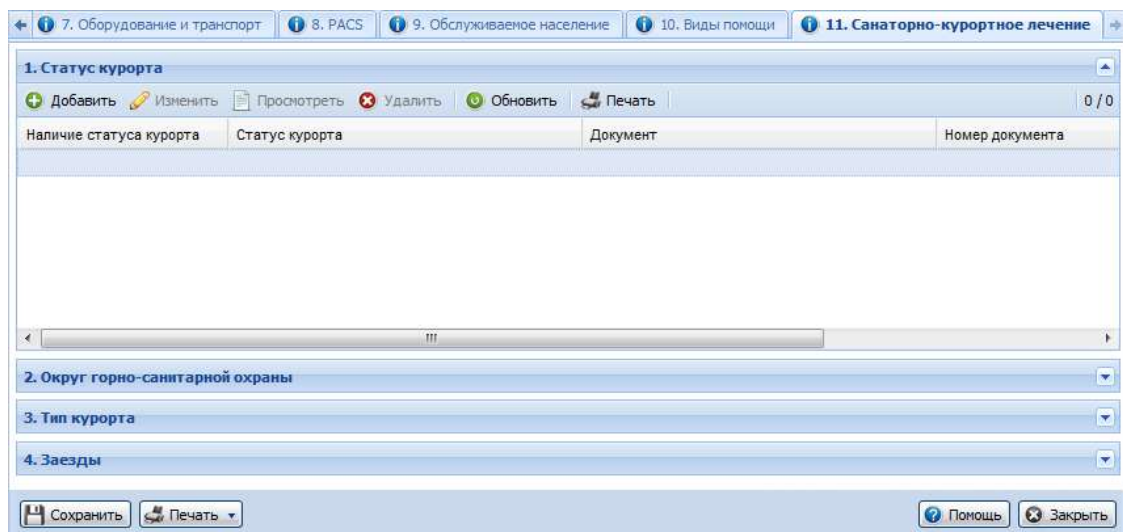 7. Оборудование и транспорт 8. PACS 9. Обслуживаемое население 10. Виды помощи 11. Санаторно-курортное лечение
1. Статус курорта
Добавить Изменить Просмотреть Удалить Обновить Печать 0 / 0
Наличие статуса курорта Статус курорта Документ Номер документа
2. Округ горно-санитарной охраны
3. Тип курорта
4. Заезды
Сохранить Печать Помощь Закрыть